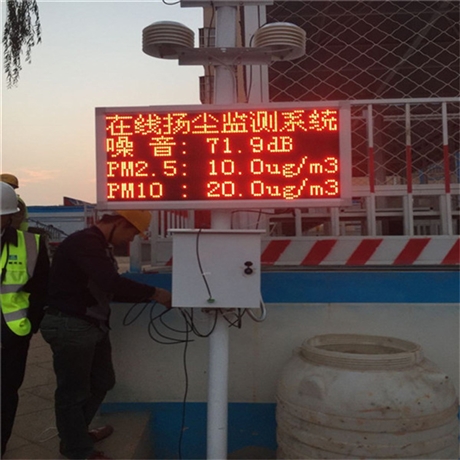 在线扬尘监测系统
噪 音: 71.9dB
PM2.5: 10.0ug/m3
PM10 : 20.0ug/m3